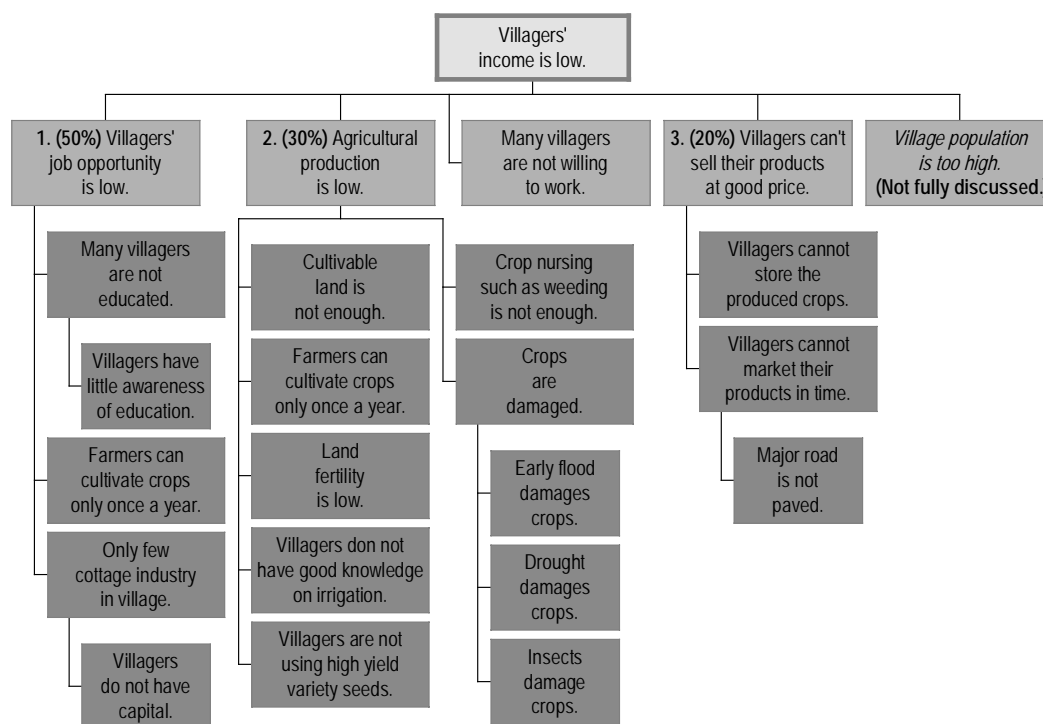 Villagers'
income is low.
1. (50%) Villagers'
job opportunity
is low.
2. (30%) Agricultural
production
is low.
Many villagers
are not willing
to work.
3. (20%) Villagers can't
sell their products
at good price.
Village population
is too high.
(Not fully discussed.
Many villagers
are not
educated.
Villagers have
little awareness
of education.
Farmers can
cultivate crops
only once a year.
Only few
cottage industry
in village.
Villagers
do not have
capital.
Cultivable
land is
not enough.
Farmers can
cultivate crops
only once a year.
Land
fertility
is low.
Villagers don not
have good knowledge
on irrigation.
Villagers are not
using high yield
variety seeds.
Crop nursing
such as weeding
is not enough.
Crops
are
damaged.
Early flood
damages
crops.
Drought
damages
crops.
Insects
damage
crops.
Villagers cannot
store the
produced crops.
Villagers cannot
market their
products in time.
Major road
is not
paved.